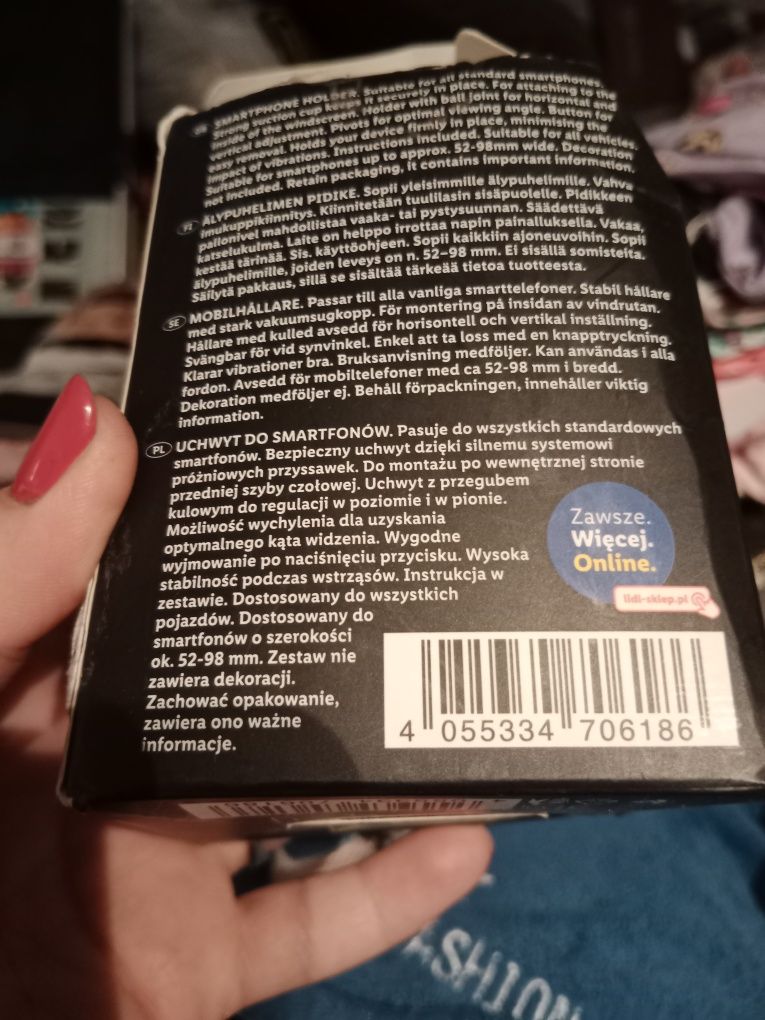 GB SMARTPHONE HOLDER. Suitable for all standard smartphones.
Strong suction cup keeps it securely in place. For attaching to the
inside of the windscreen. Holder with ball joint for horizontal and
vertical adjustment. Pivots for optimal viewing angle. Button for
easy removal. Holds your device firmly in place, minimising the
impact of vibrations. Instructions included. Suitable for all vehicles.
Suitable for smartphones up to approx. 52-98mm wide. Decoration
not included. Retain packaging, it contains important information.
FI ÄLYPUHELIMEN PIDIKE. Sopii yleisimmille älypuhelimille. Vahva
imukuppikiinnitys. Kiinnitetään tuulilasin sisäpuolelle. Pidikkeen
pallonivel mahdollistaa vaaka- tai pystysuunnan. Säädettävä
katselukulma. Laite on helppo irrottaa napin painalluksella. Vakaa,
kestää tärinää. Sis. käyttöohjeen. Sopii kaikkiin ajoneuvoihin. Sopii
älypuhelimille, joiden leveys on n. 52–98 mm. Ei sisällä somisteita.
Säilytä pakkaus, sillä se sisältää tärkeää tietoa tuotteesta.
SE MOBILHÅLLARE. Passar till alla vanliga smarttelefoner. Stabil hållare
med stark vakuumsugkopp. För montering på insidan av vindrutan.
Hållare med kulled avsedd för horisontell och vertikal inställning.
Svängbar för vid synvinkel. Enkel att ta loss med en knapptryckning.
Klarar vibrationer bra. Bruksanvisning medföljer. Kan användas i alla
fordon. Avsedd för mobiltelefoner med ca 52-98 mm i bredd.
Dekoration medföljer ej. Behåll förpackningen, innehåller viktig
information.
PL UCHWYT DO SMARTFONÓW. Pasuje do wszystkich standardowych
smartfonów. Bezpieczny uchwyt dzięki silnemu systemowi
próżniowych przyssawek. Do montażu po wewnętrznej stronie
przedniej szyby czołowej. Uchwyt z przegubem
kulowym do regulacji w poziomie i w pionie.
Możliwość wychylenia dla uzyskania
optymalnego kąta widzenia. Wygodne
wyjmowanie po naciśnięciu przycisku. Wysoka
stabilność podczas wstrząsów. Instrukcja w
zestawie. Dostosowany do wszystkich
pojazdów. Dostosowany do
smartfonów o szerokości
ok. 52-98 mm. Zestaw nie
zawiera dekoracji.
Zachować opakowanie,
zawiera ono ważne
informacje.
Zawsze.
Więcej.
Online.
lidl-sklep.pl
4 055334 706186
ASHION